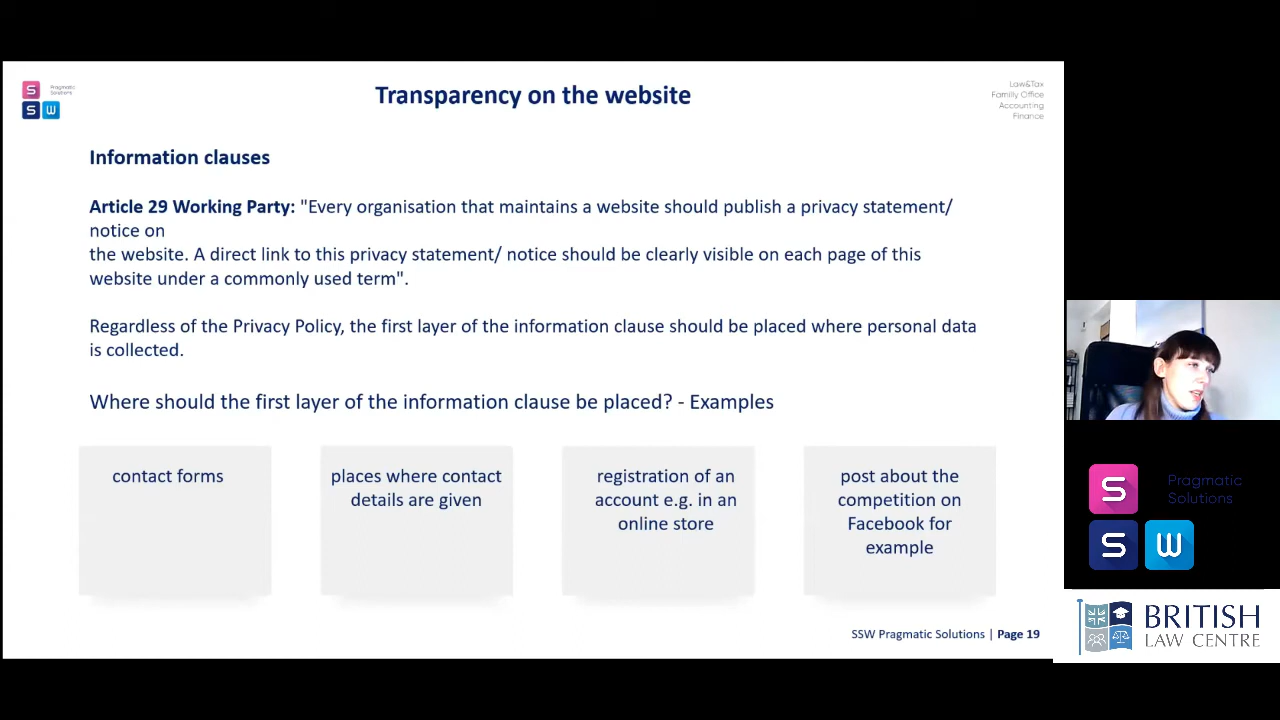 S
Pragmatic
Solutions
S W
Transparency on the website
Law&Tax
Familly Office
Accounting
Finance
Information clauses
Article 29 Working Party: "Every organisation that maintains a website should publish a privacy statement/
notice on
the website. A direct link to this privacy statement/ notice should be clearly visible on each page of this
website under a commonly used term".
Regardless of the Privacy Policy, the first layer of the information clause should be placed where personal data
is collected.
Where should the first layer of the information clause be placed? - Examples
contact forms
places where contact
details are given
registration of an
account e.g. in an
online store
post about the
competition on
Facebook for
example
SSW Pragmatic Solutions | Page 19
S
Pragmatic
Solutions
S W
BRITISH
LAW CENTRE